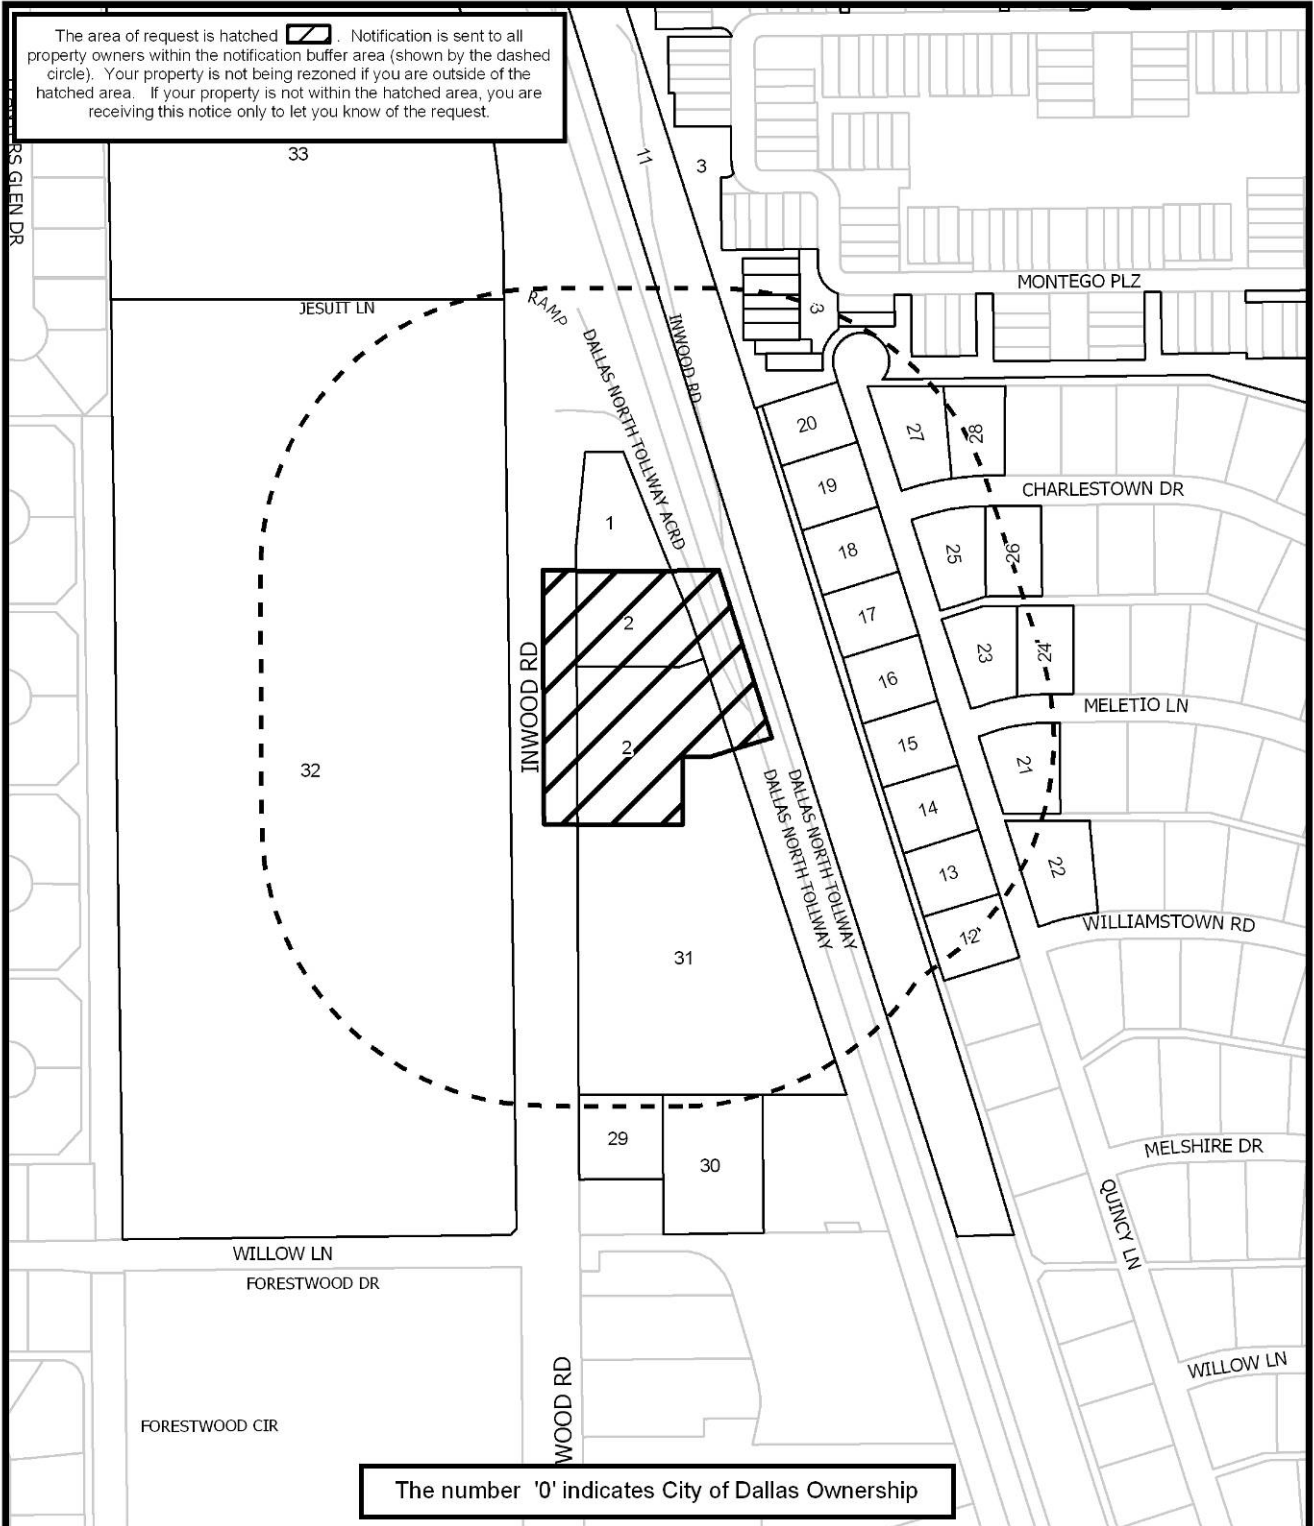 The area of request is hatched . Notification is sent to all
property owners within the notification buffer area (shown by the dashed
circle). Your property is not being rezoned if you are outside of the
hatched area. If your property is not within the hatched area, you are
receiving this notice only to let you know of the request.
RS GLEN DR
33
11
3
MONTEGO PLZ
JESUIT LN
RAMP
3
INWOOD RD
DALLAS NORTH TOLLWAY ACRD
20
27
28
19
CHARLESTOWN DR
1
18
25
26
2
17
INWOOD RD
23
24
16
MELETIO LN
2
15
32
21
DALLAS NORTH TOLLWAY
DALLAS NORTH TOLLWAY
14
13
22
12
WILLIAMSTOWN RD
31
29
30
MELSHIRE DR
QUINCY LN
WILLOW LN
FORESTWOOD DR
WILLOW LN
WOOD RD
FORESTWOOD CIR
The number '0' indicates City of Dallas Ownership